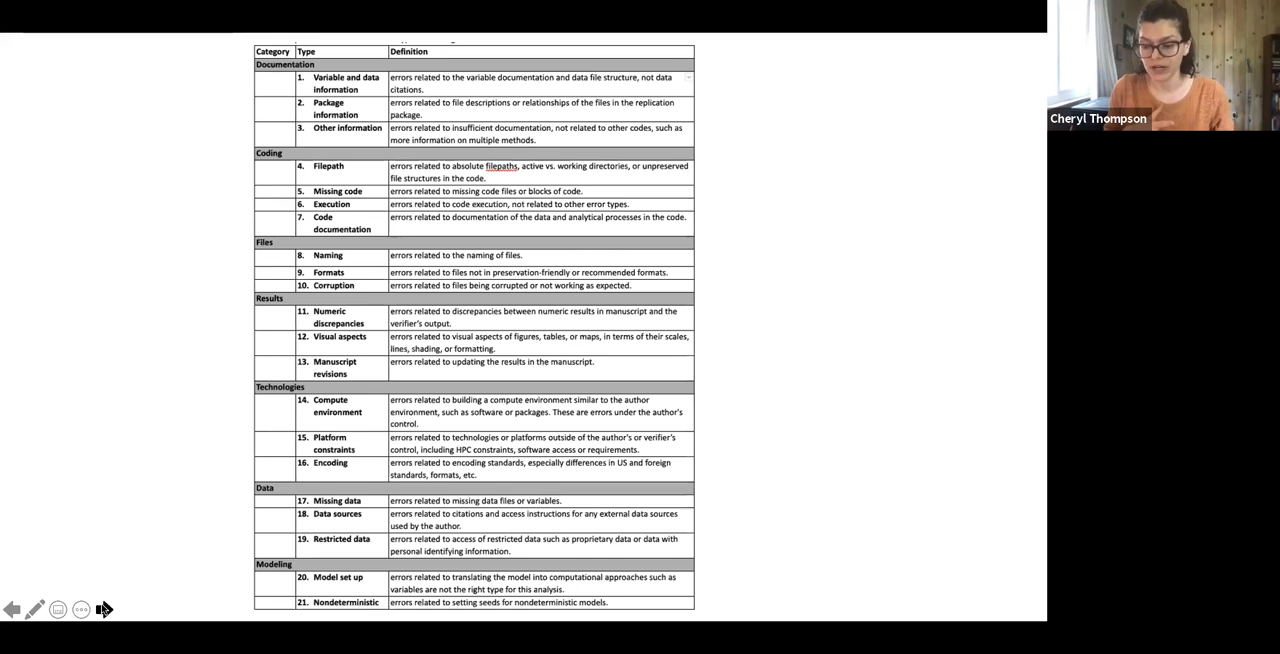 Category Type Definition
Documentation
1. Variable and data errors related to the variable documentation and data file structure, not data
information citations.
2. Package errors related to file descriptions or relationships of the files in the replication
information package.
3. Other information errors related to insufficient documentation, not related to other codes, such as
more information on multiple methods.
Coding
4. Filepath errors related to absolute filepaths, active vs. working directories, or unpreserved
file structures in the code.
5. Missing code errors related to missing code files or blocks of code.
6. Execution errors related to code execution, not related to other error types.
7. Code errors related to documentation of the data and analytical processes in the code.
documentation
Files
8. Naming errors related to the naming of files.
9. Formats errors related to files not in preservation-friendly or recommended formats.
10. Corruption errors related to files being corrupted or not working as expected.
Results
11. Numeric errors related to discrepancies between numeric results in manuscript and the
discrepancies verifier's output.
12. Visual aspects errors related to visual aspects of figures, tables, or maps, in terms of their scales,
lines, shading, or formatting.
13. Manuscript errors related to updating the results in the manuscript.
revisions
Technologies
14. Compute errors related to building a compute environment similar to the author
environment environment, such as software or packages. These are errors under the author's
control.
15. Platform errors related to technologies or platforms outside of the author's or verifier's
constraints control, including HPC constraints, software access or requirements.
16. Encoding errors related to encoding standards, especially differences in US and foreign
standards, formats, etc.
Data
17. Missing data errors related to missing data files or variables.
18. Data sources errors related to citations and access instructions for any external data sources
used by the author.
19. Restricted data errors related to access of restricted data such as proprietary data or data with
personal identifying information.
Modeling
20. Model set up errors related to translating the model into computational approaches such as
variables are not the right type for this analysis.
21. Nondeterministic errors related to setting seeds for nondeterministic models.
Cheryl Thompson